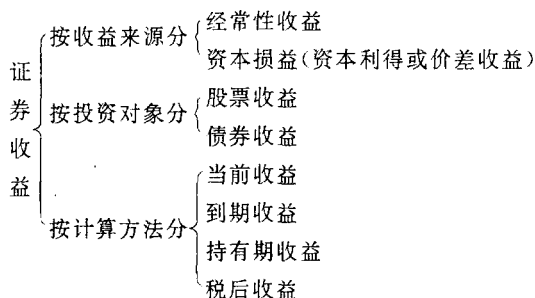 证券收益
按收益来源分
经常性收益
资本损益(资本利得或价差收益)
按投资对象分
股票收益
债券收益
按计算方法分
当前收益
到期收益
持有期收益
税后收益